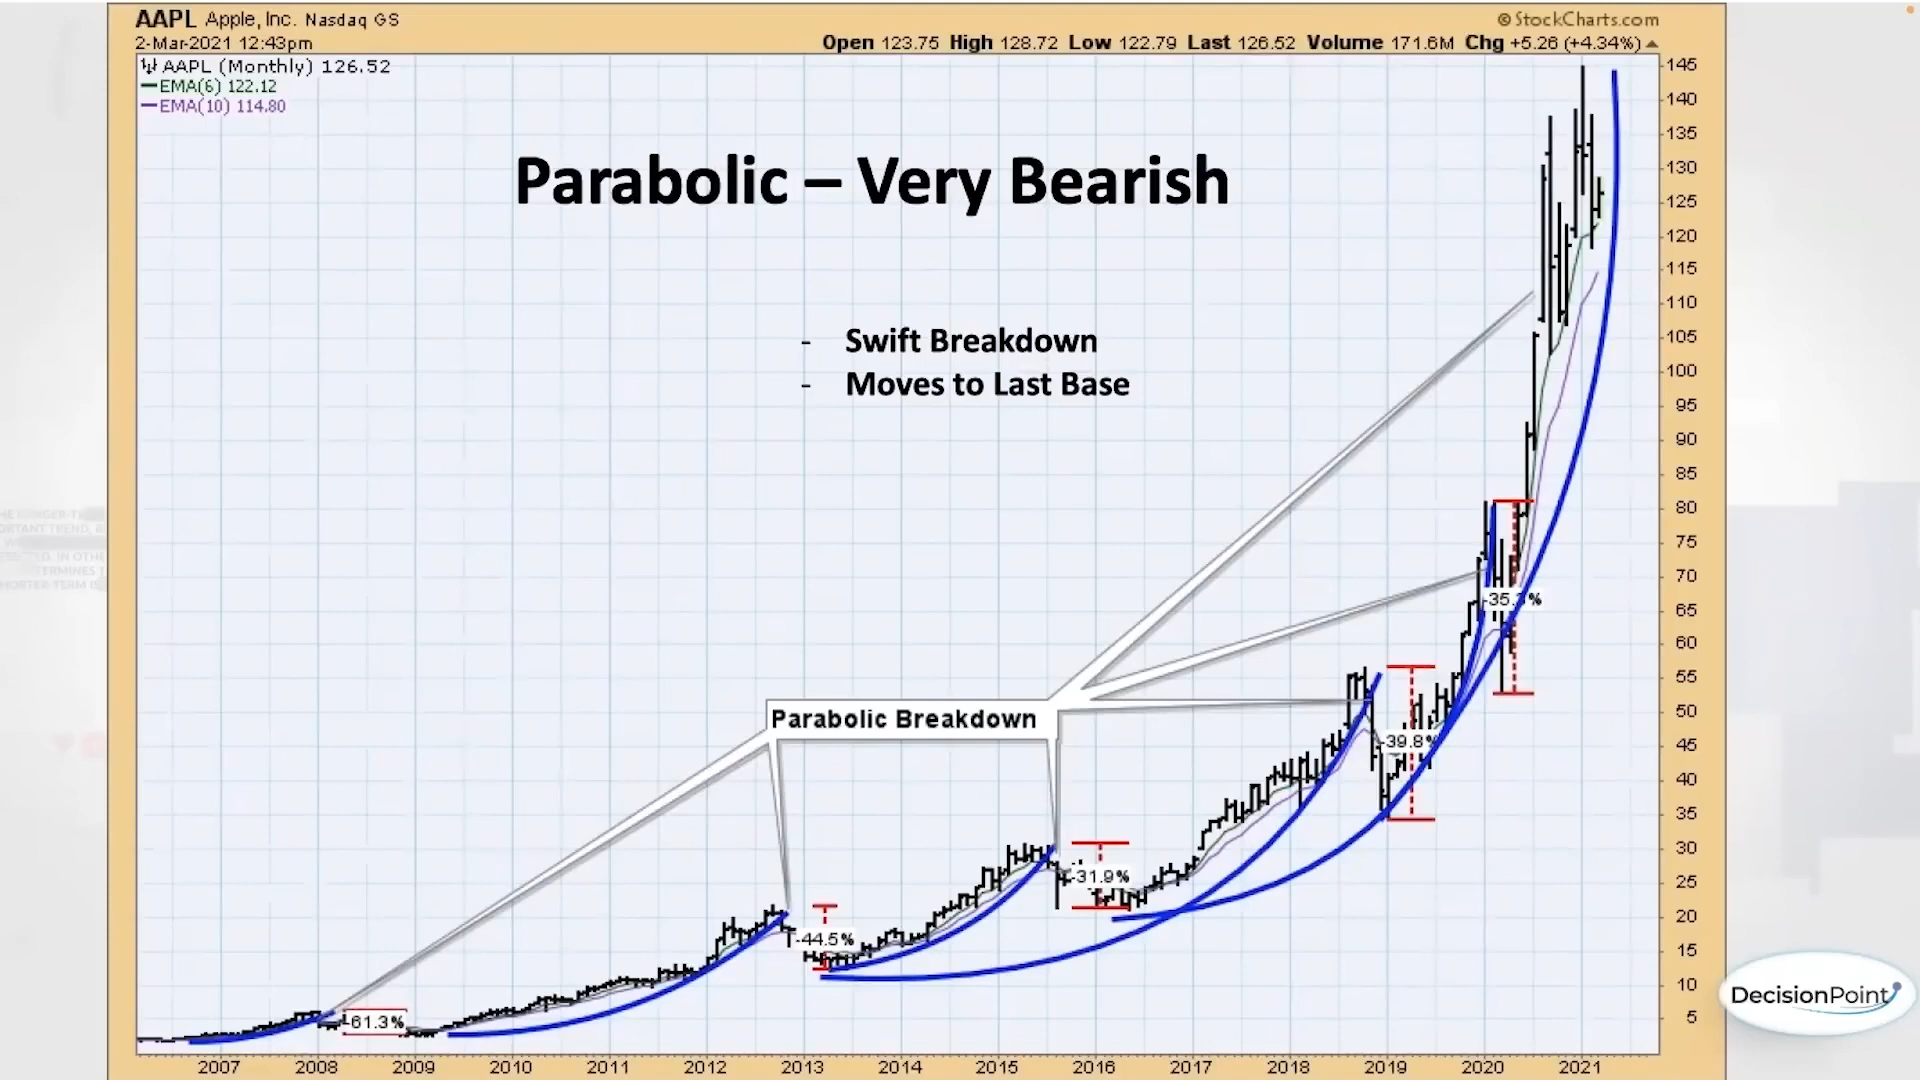 AAPL Apple, Inc. Nasdaq GS
© StockCharts.com
2-Mar-2021 12:43pm
Open 123.75 High 128.72 Low 122.79 Last 126.52 Volume 171.6M Chg +5.26 (+4.34%)
AAPL (Monthly) 126.52
EMA(6) 122.12
EMA(10) 114.80
Parabolic – Very Bearish
- Swift Breakdown
- Moves to Last Base
Parabolic Breakdown
-61.3%
-44.5%
-31.9%
-39.8%
145
140
135
130
125
120
115
110
105
100
95
90
85
80
75
70
65
60
55
50
45
40
35
30
25
20
15
10
5
2007 2008 2009 2010 2011 2012 2013 2014 2015 2016 2017 2018 2019 2020 2021
DecisionPoint